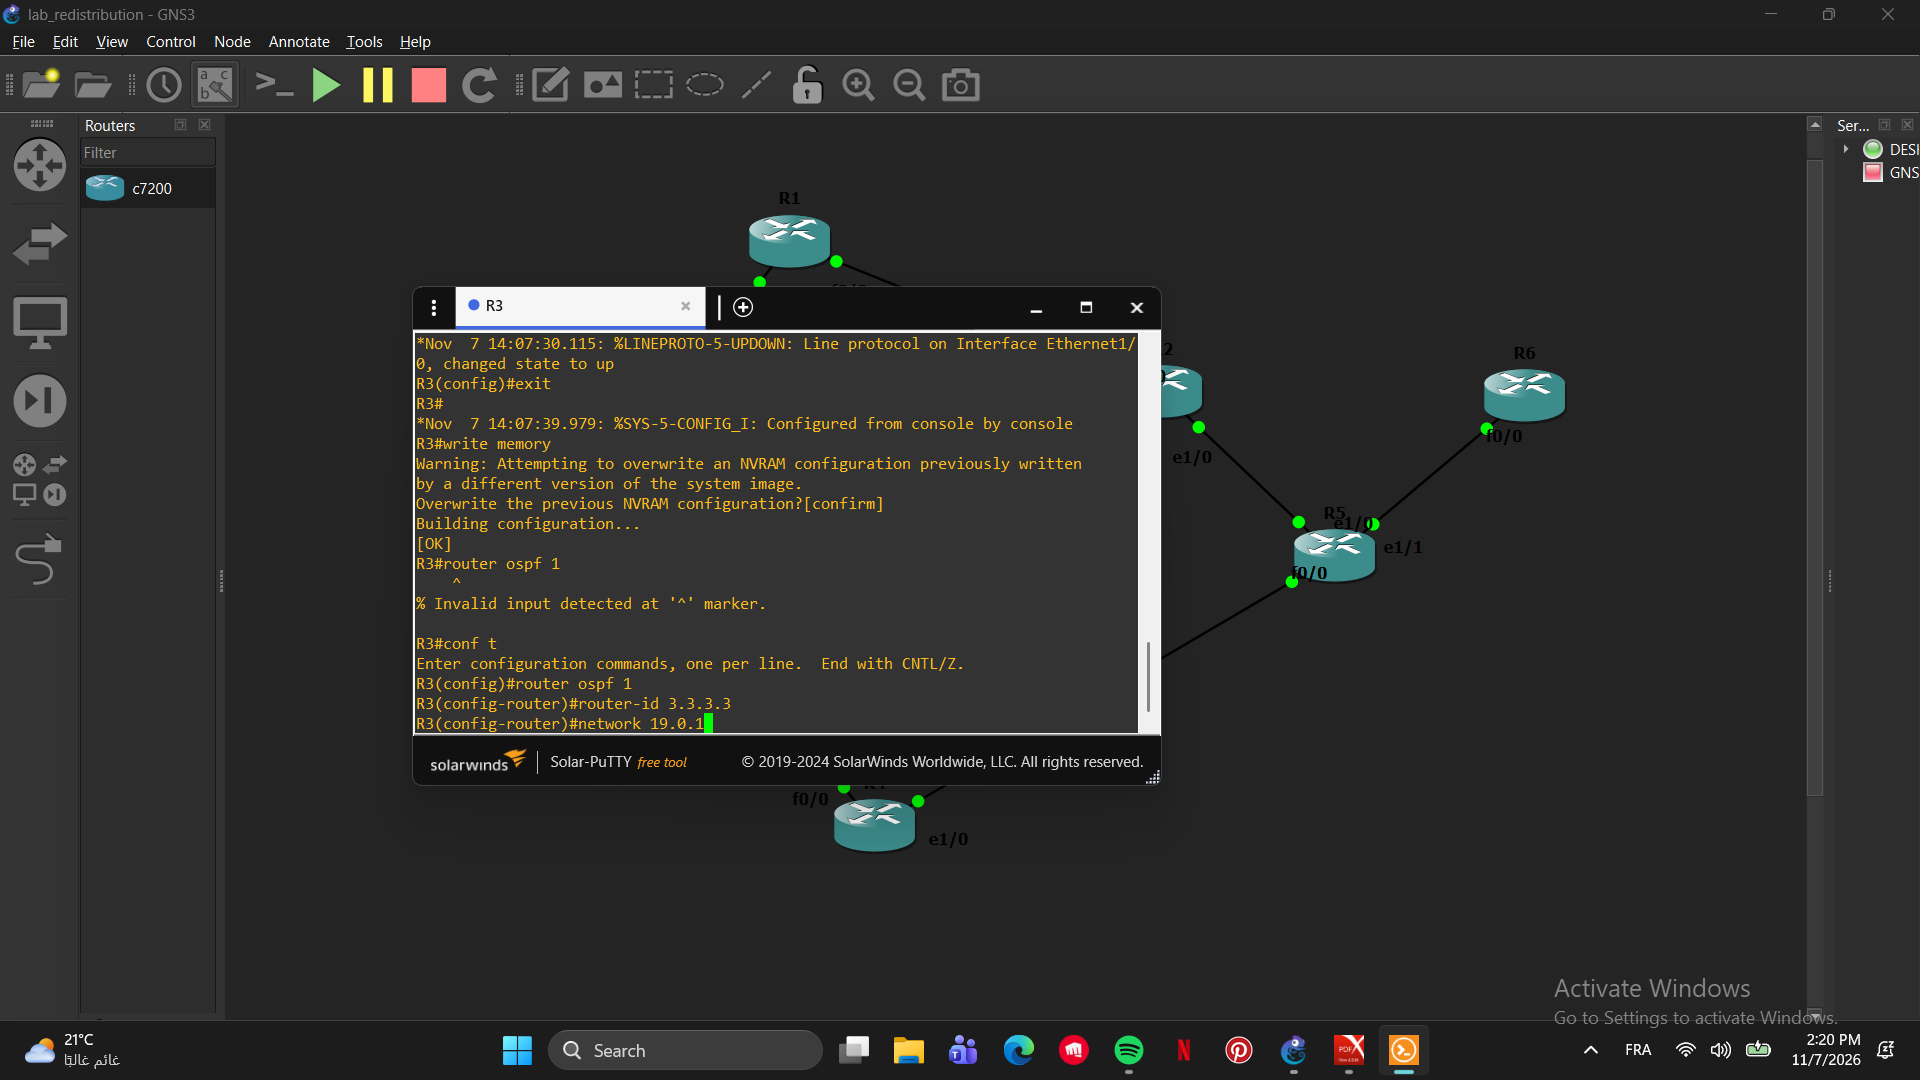 lab_redistribution - GNS3
File Edit View Control Node Annotate Tools Help
Routers
Filter
c7200
Ser...
DESI
GNS
R1
R3
*Nov  7 14:07:30.115: %LINEPROTO-5-UPDOWN: Line protocol on Interface Ethernet1/
0, changed state to up
R3(config)#exit
R3#
*Nov  7 14:07:39.979: %SYS-5-CONFIG_I: Configured from console by console
R3#write memory
Warning: Attempting to overwrite an NVRAM configuration previously written
by a different version of the system image.
Overwrite the previous NVRAM configuration?[confirm]
Building configuration...
[OK]
R3#router ospf 1
^
% Invalid input detected at '^' marker.
R3#conf t
Enter configuration commands, one per line.  End with CNTL/Z.
R3(config)#router ospf 1
R3(config-router)#router-id 3.3.3.3
R3(config-router)#network 19.0.1
solarwinds
Solar-PuTTY free tool
© 2019-2024 SolarWinds Worldwide, LLC. All rights reserved.
2
e1/0
R6
f0/0
R5
e1/0
e1/1
f0/0
f0/0
e1/0
Activate Windows
Go to Settings to activate Windows.
21°C
غائم غالبًا
Search
PDF
FRA
2:20 PM
11/7/2026